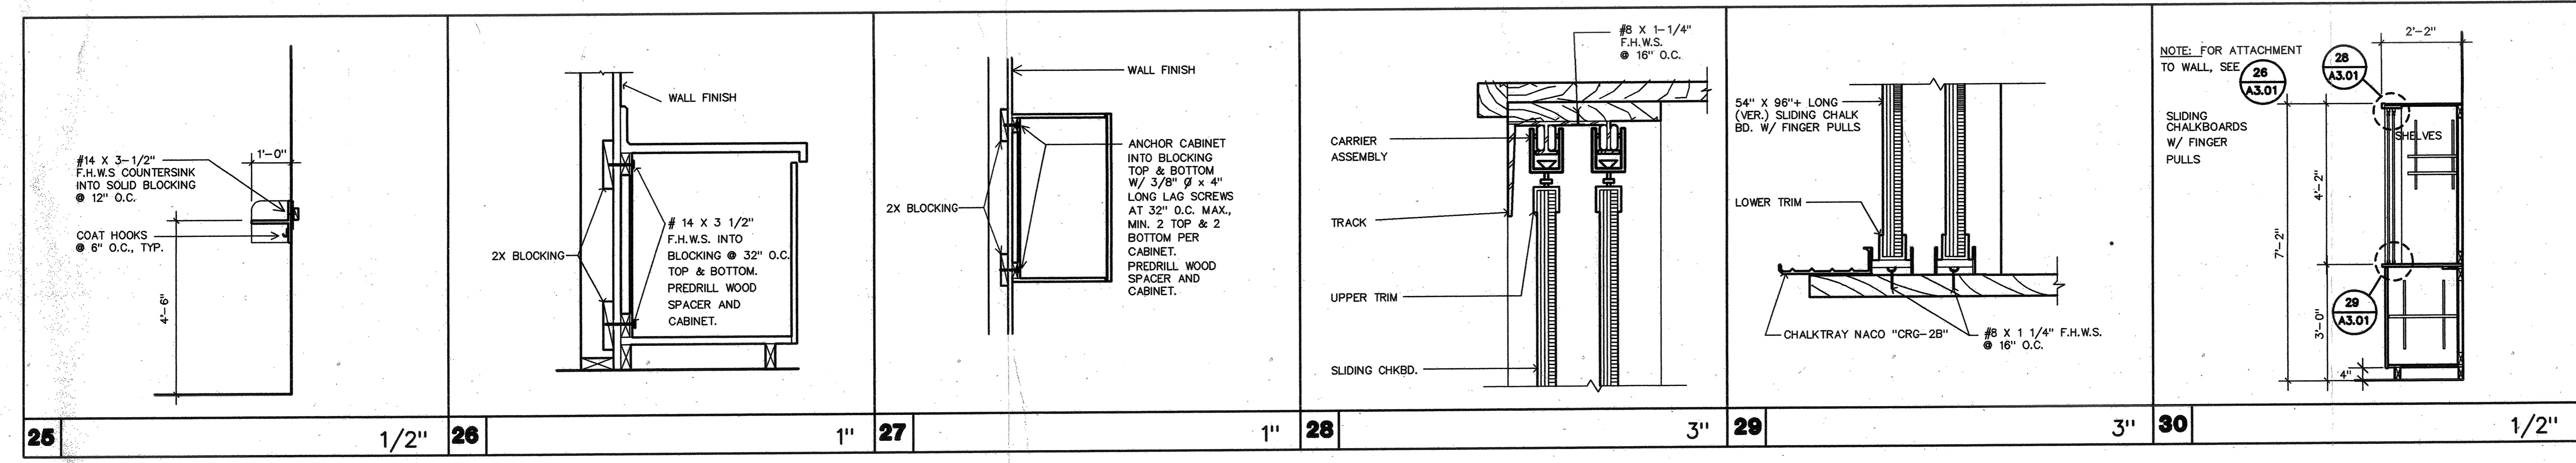 #14 X 3-1/2"
F.H.W.S COUNTERSINK
INTO SOLID BLOCKING
@ 12" O.C.
1'-0"
COAT HOOKS
@ 6" O.C., TYP.
4'-6"
25
1/2"
WALL FINISH
2X BLOCKING
# 14 X 3 1/2"
F.H.W.S. INTO
BLOCKING @ 32" O.C.
TOP & BOTTOM.
PREDRILL WOOD
SPACER AND
CABINET.
26
1"
WALL FINISH
2X BLOCKING
ANCHOR CABINET
INTO BLOCKING
TOP & BOTTOM
W/ 3/8" Ø x 4"
LONG LAG SCREWS
AT 32" O.C. MAX.,
MIN. 2 TOP & 2
BOTTOM PER
CABINET.
PREDRILL WOOD
SPACER AND
CABINET.
27
1"
#8 X 1-1/4"
F.H.W.S.
@ 16" O.C.
CARRIER
ASSEMBLY
TRACK
UPPER TRIM
SLIDING CHKBD.
28
3"
54" X 96"+ LONG
(VER.) SLIDING CHALK
BD. W/ FINGER PULLS
LOWER TRIM
CHALKTRAY NACO "CRG-2B"
#8 X 1 1/4" F.H.W.S.
@ 16" O.C.
29
3"
NOTE: FOR ATTACHMENT
TO WALL, SEE
26
A3.01
28
A3.01
2'-2"
SLIDING
CHALKBOARDS
W/ FINGER
PULLS
SHELVES
4'-2"
7'-2"
29
A3.01
3'-0"
4"
30
1/2"